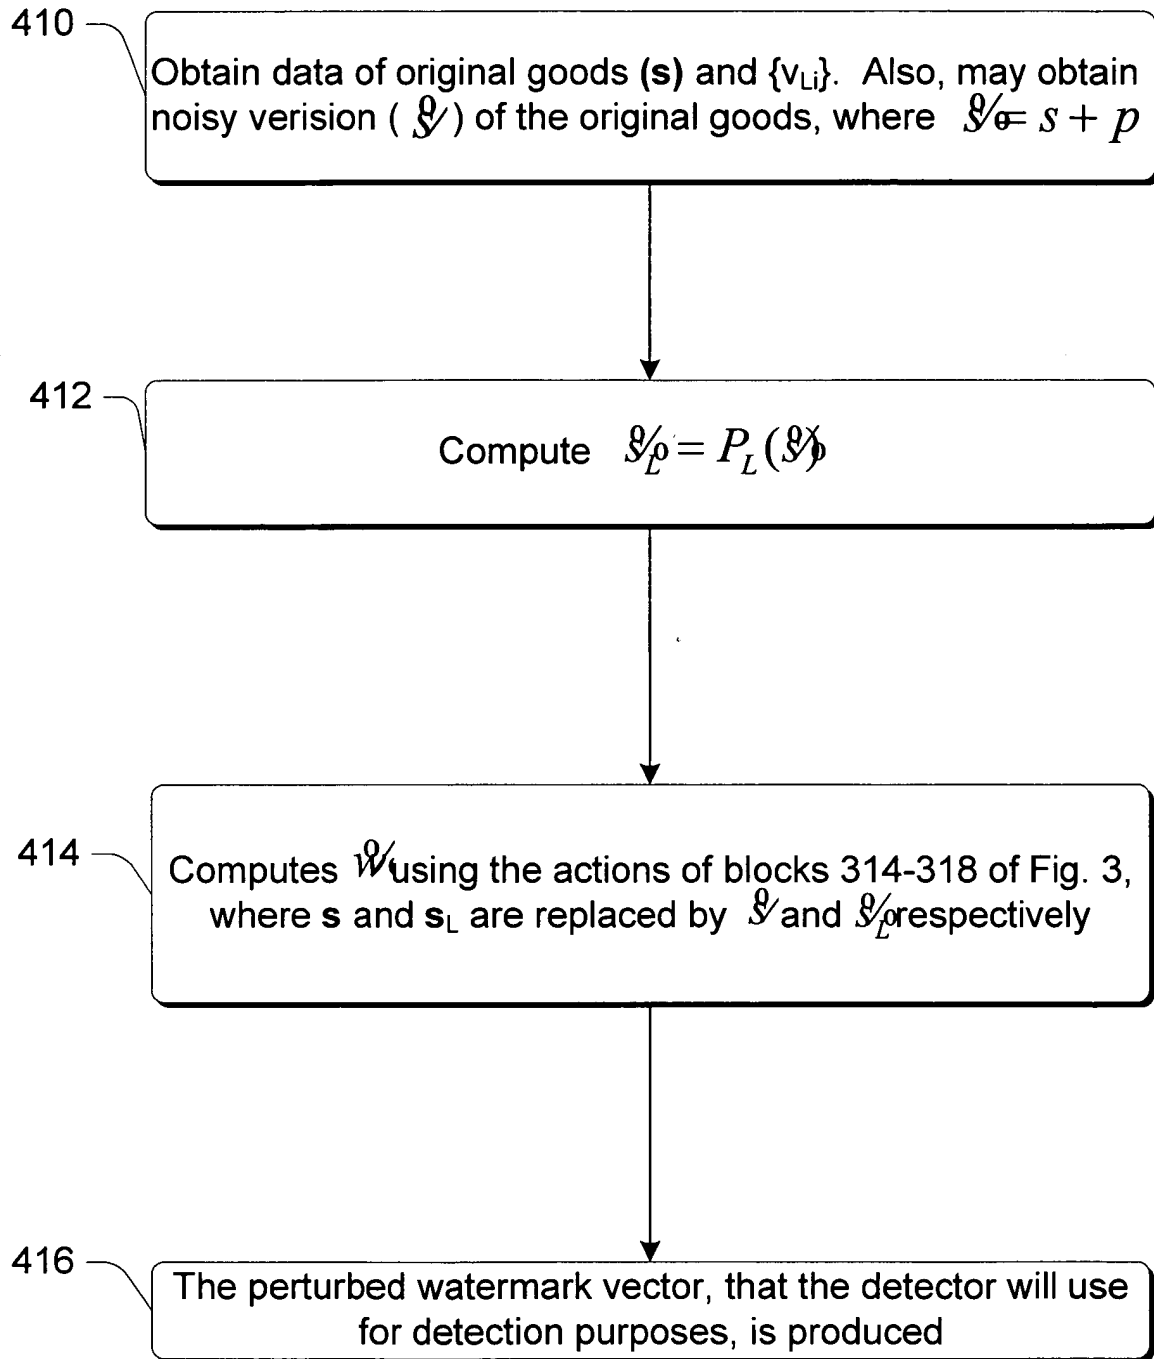 410
Obtain data of original goods (s) and {vLi}. Also, may obtain
noisy verision ( s% ) of the original goods, where s% = s + p
412
Compute s%L = PL(s%)
414
Computes w% using the actions of blocks 314-318 of Fig. 3,
where s and sL are replaced by s% and s%L respectively
416
The perturbed watermark vector, that the detector will use
for detection purposes, is produced